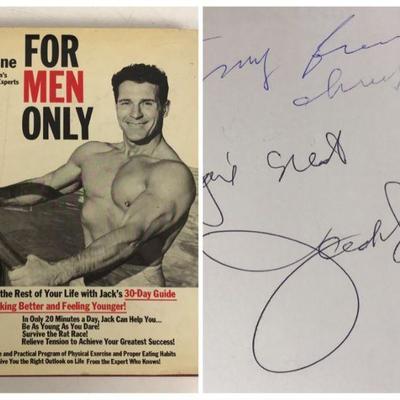 ne
n's
Experts
FOR
MEN
ONLY
the Rest of Your Life with Jack's 30-Day Guide
king Better and Feeling Younger!
In Only 20 Minutes a Day, Jack Can Help You...
Be As Young As You Dare!
Survive the Rat Race!
Relieve Tension to Achieve Your Greatest Success!
e and Practical Program of Physical Exercise and Proper Eating Habits
ive You the Right Outlook on Life From the Expert Who Knows!
my
great
Jack